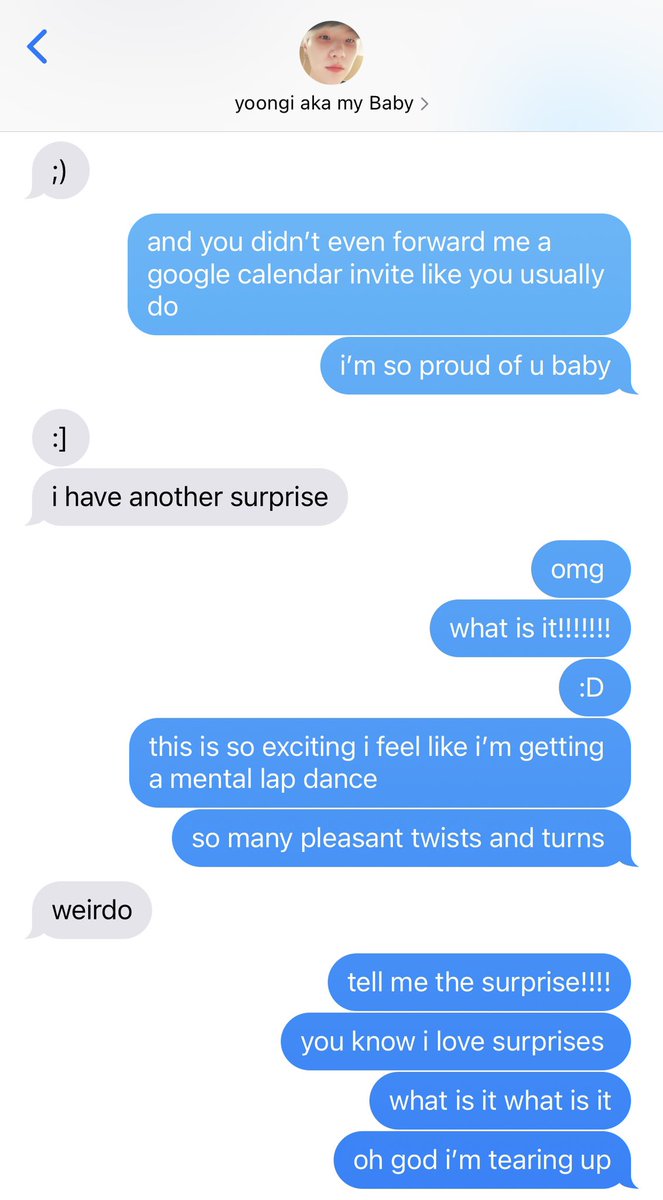 yoongi aka my Baby >
;)
and you didn’t even forward me a
google calendar invite like you usually
do
i’m so proud of u baby
:]
i have another surprise
omg
what is it!!!!!!!
:D
this is so exciting i feel like i’m getting
a mental lap dance
so many pleasant twists and turns
weirdo
tell me the surprise!!!!
you know i love surprises
what is it what is it
oh god i’m tearing up